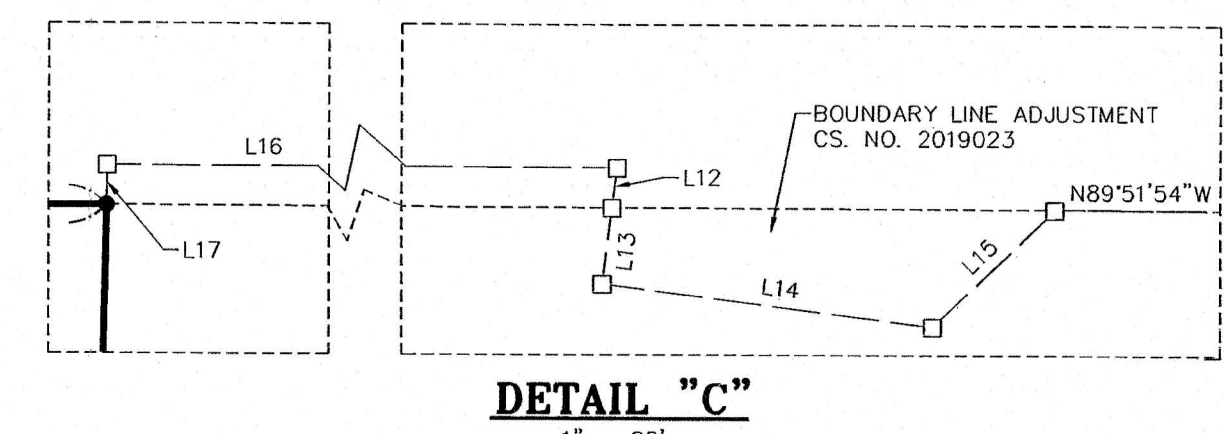 L16
BOUNDARY LINE ADJUSTMENT
CS. NO. 2019023
L12
N89°51'54"W
L17
L13
L15
L14
DETAIL "C"